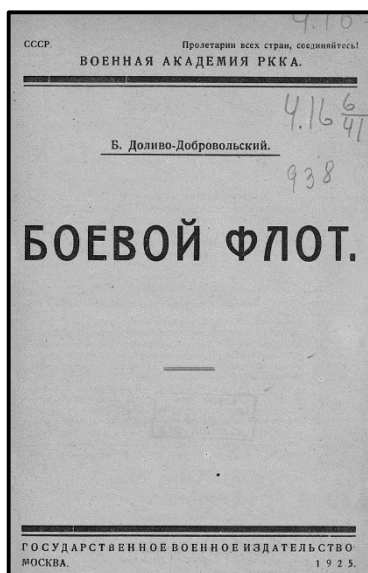 Ч.16
СССР. Пролетарии всех стран, соединяйтесь!
ВОЕННАЯ АКАДЕМИЯ РККА.
Ч.16 6/41
Б. Доливо-Добровольский.
938
БОЕВОЙ ФЛОТ.
ГОСУДАРСТВЕННОЕ ВОЕННОЕ ИЗДАТЕЛЬСТВО
МОСКВА. 1925.